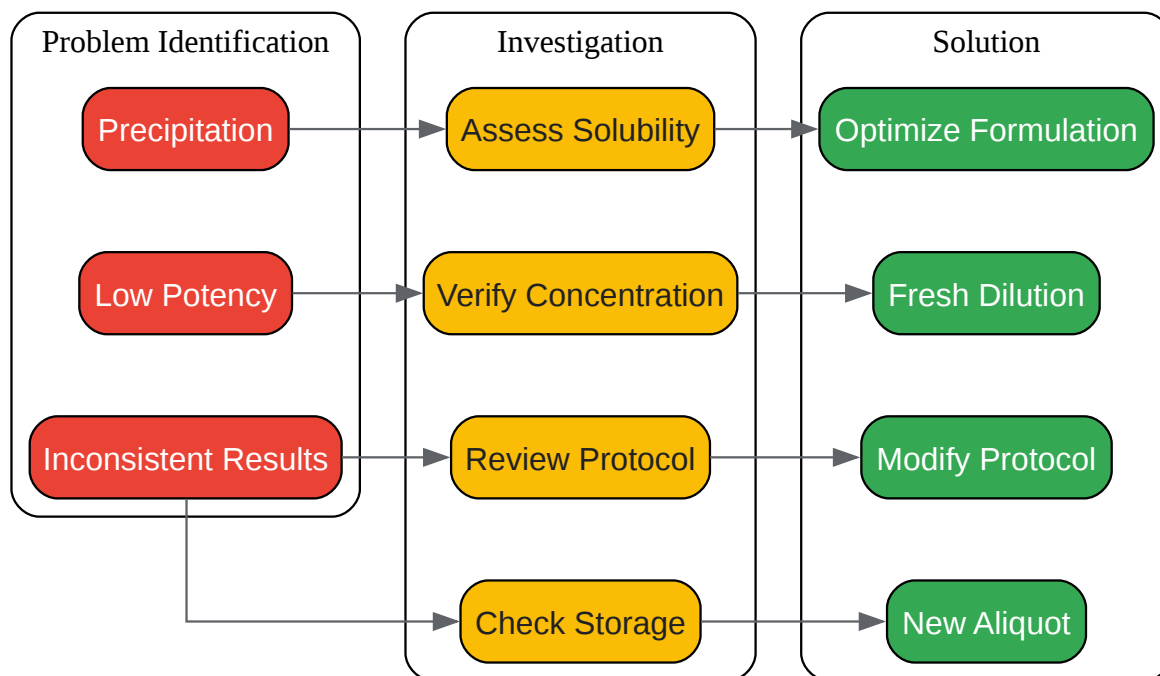 Problem Identification
Investigation
Solution
Precipitation
Assess Solubility
Optimize Formulation
Low Potency
Verify Concentration
Fresh Dilution
Inconsistent Results
Review Protocol
Modify Protocol
Check Storage
New Aliquot